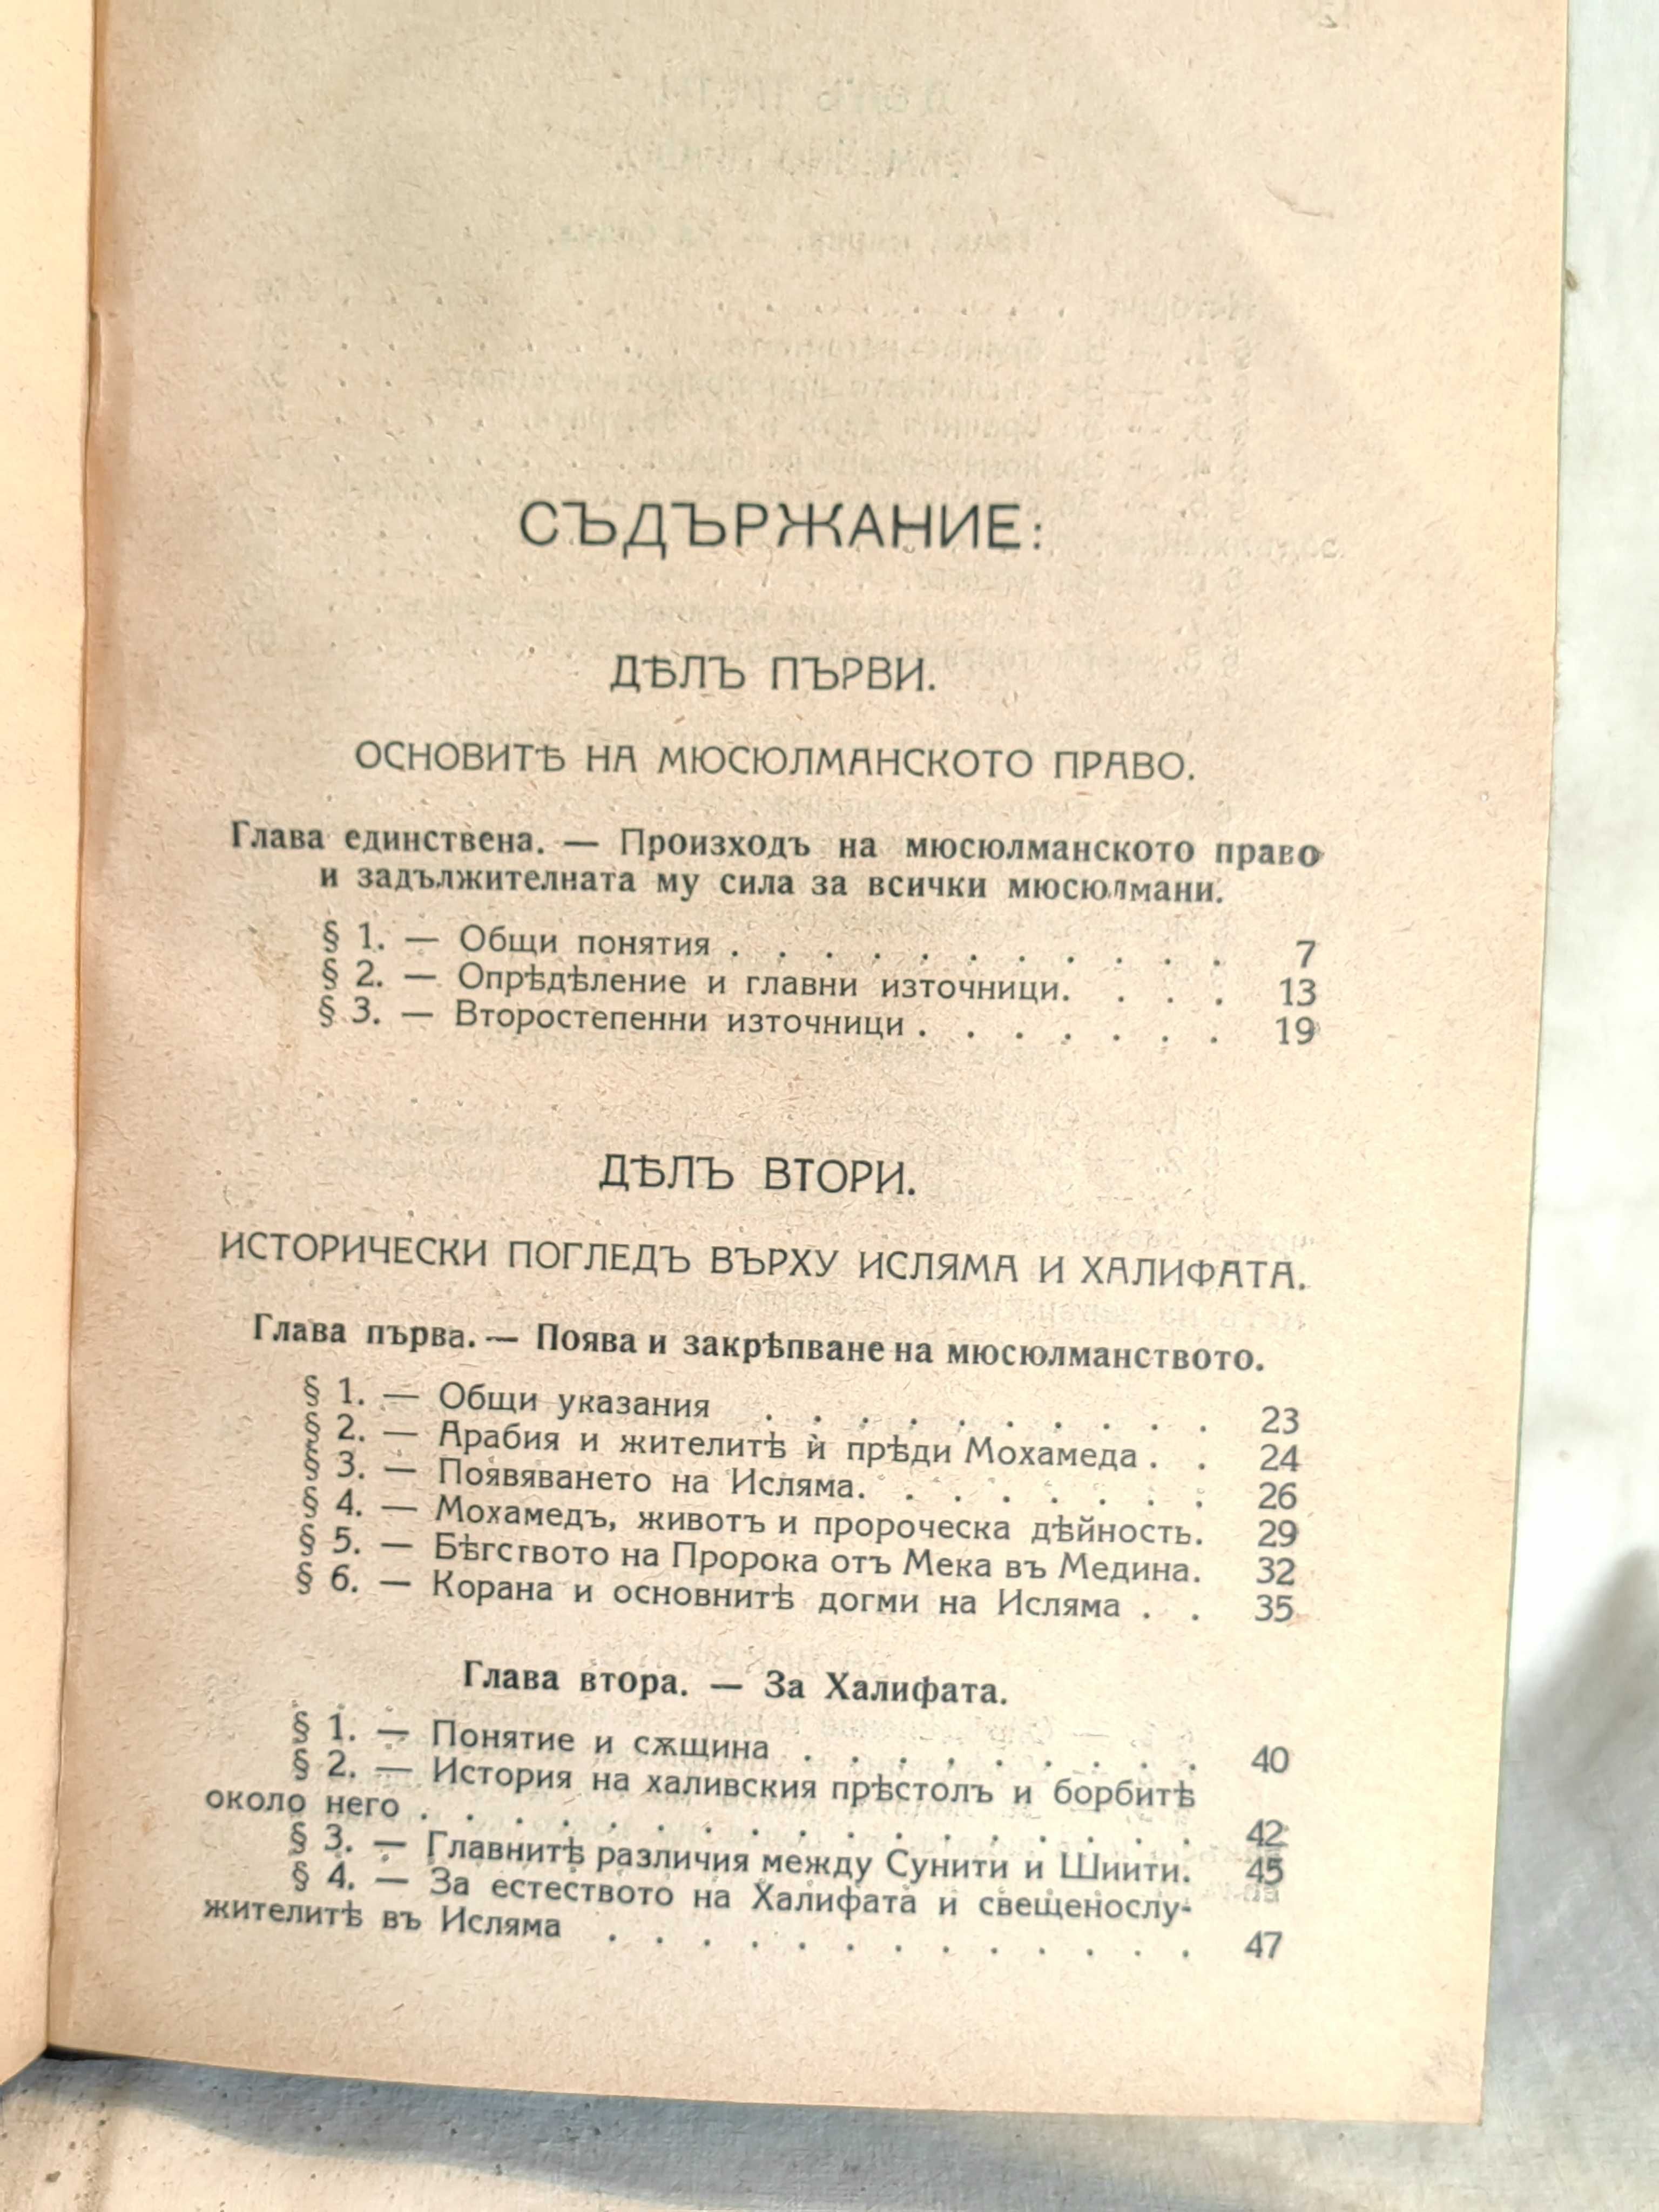 СЪДЪРЖАНИЕ:
ДѢЛЪ ПЪРВИ.
ОСНОВИТѢ НА МЮСЮЛМАНСКОТО ПРАВО.
Глава единствена. — Произходъ на мюсюлманското право
и задължителната му сила за всички мюсюлмани.
§ 1. — Общи понятия . . . . . . . . . . . 7
§ 2. — Опрѣдѣление и главни източници. . . . 13
§ 3. — Второстепенни източници . . . . . . . 19
ДѢЛЪ ВТОРИ.
ИСТОРИЧЕСКИ ПОГЛЕДЪ ВЪРХУ ИСЛЯМА И ХАЛИФАТА.
Глава първа. — Поява и закрѣпване на мюсюлманството.
§ 1. — Общи указания . . . . . . . . . . 23
§ 2. — Арабия и жителитѣ ѝ прѣди Мохамеда . . 24
§ 3. — Появяването на Исляма. . . . . . . . 26
§ 4. — Мохамедъ, животъ и пророческа дѣйность. 29
§ 5. — Бѣгството на Пророка отъ Мека въ Медина. 32
§ 6. — Корана и основнитѣ догми на Исляма . . 35
Глава втора. — За Халифата.
§ 1. — Понятие и сѫщина . . . . . . . . . 40
§ 2. — История на халивския прѣстолъ и борбитѣ
около него . . . . . . . . . . . . . . . . . 42
§ 3. — Главнитѣ различия между Сунити и Шиити. 45
§ 4. — За естеството на Халифата и свещенослу-
жителитѣ въ Исляма . . . . . . . . . . . . . 47